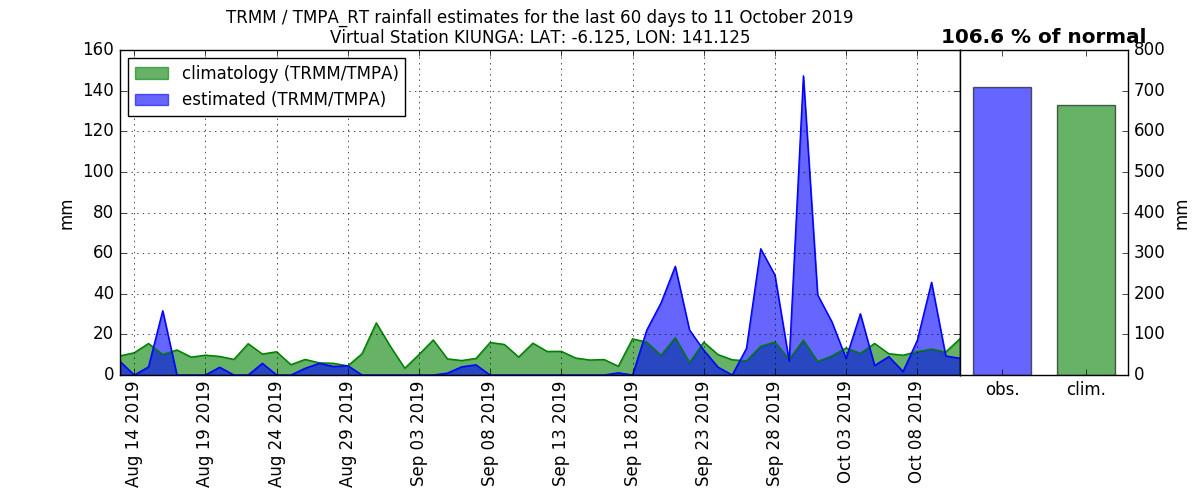 TRMM / TMPA_RT rainfall estimates for the last 60 days to 11 October 2019
Virtual Station KIUNGA: LAT: -6.125, LON: 141.125
106.6 % of normal
climatology (TRMM/TMPA)
estimated (TRMM/TMPA)
mm
160
140
120
100
80
60
40
20
0
Aug 14 2019
Aug 19 2019
Aug 24 2019
Aug 29 2019
Sep 03 2019
Sep 08 2019
Sep 13 2019
Sep 18 2019
Sep 23 2019
Sep 28 2019
Oct 03 2019
Oct 08 2019
obs.
clim.
800
700
600
500
400
300
200
100
0
mm